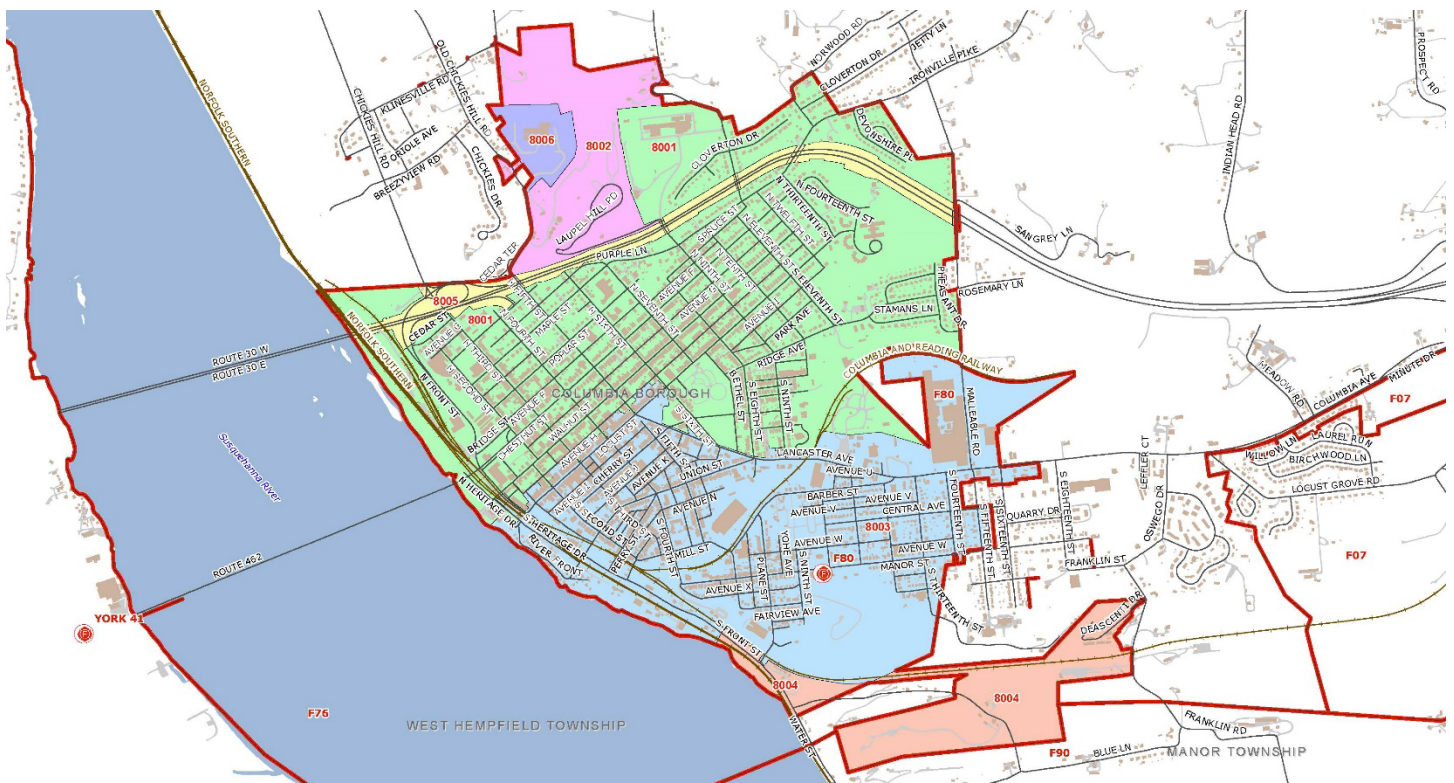 NORWOOD RD
JETTY LN
CLOVERTON DR
IRONVILLE PIKE
PROSPECT RD
OLD CHICKIES HILL RD
KLINESVILLE RD
CHICKIES HILL RD
ORIOLE AVE
BREEZYVIEW RD
CHICKIES DR
NORFOLK SOUTHERN
8006
8002
8001
CLOVERTON DR
DEVONSHIRE PL
INDIAN HEAD RD
LAUREL HILL RD
N FOURTEENTH ST
N THIRTEENTH ST
N TWELFTH ST
SPRUCE ST
N ELEVENTH ST
N TENTH ST
N NINTH ST
AVENUE P
AVENUE G
AVENUE I
S ELEVENTH ST
SANGREY LN
PURPLE LN
CEDAR TER
N FIFTH ST
N SEVENTH ST
MAPLE ST
N FOURTH ST
N SIXTH ST
POPLAR ST
PARK AVE
STAMANS LN
PHEASANT DR
ROSEMARY LN
RIDGE AVE
8005
8001
CEDAR ST
AVENUE G
N THIRD ST
N SECOND ST
NORFOLK SOUTHERN
N FRONT ST
ROUTE 30 W
ROUTE 30 E
COLUMBIA AND READING RAILWAY
COLUMBIA BOROUGH
BETHEL ST
S EIGHTH ST
S NINTH ST
S SIXTH ST
AVENUE F
WALNUT ST
BRIDGE ST
CHESTNUT ST
AVENUE H
LOCUST ST
CHERRY ST
FIFTH ST
UNION ST
AVENUE K
AVENUE N
AVENUE I
F80
MALLEABLE RD
MEADOW RD
COLUMBIA AVE
MINUTE DR
F07
WILLOW LN
LAUREL RUN
BIRCHWOOD LN
LOCUST GROVE RD
LANCASTER AVE
AVENUE U
BARBER ST
AVENUE V
AVENUE V
CENTRAL AVE
8003
AVENUE W
AVENUE W
MANOR ST
F80
S FOURTEENTH ST
S FIFTEENTH ST
S SIXTEENTH ST
QUARRY DR
S EIGHTEENTH ST
LEFEVER CT
OSWEGO DR
FRANKLIN ST
F07
Susquehanna River
N HERITAGE DR
S HERITAGE DR
RIVER FRONT
SECOND ST
THIRD ST
PERRY ST
S FOURTH ST
MILL ST
AVENUE X
PLANE ST
YOHE AVE
S NINTH ST
FAIRVIEW AVE
S THIRTEENTH ST
DEASCENTI DR
ROUTE 462
YORK 41
S FRONT ST
8004
8004
F76
WEST HEMPFIELD TOWNSHIP
WATER ST
F90
BLUE LN
FRANKLIN RD
MANOR TOWNSHIP